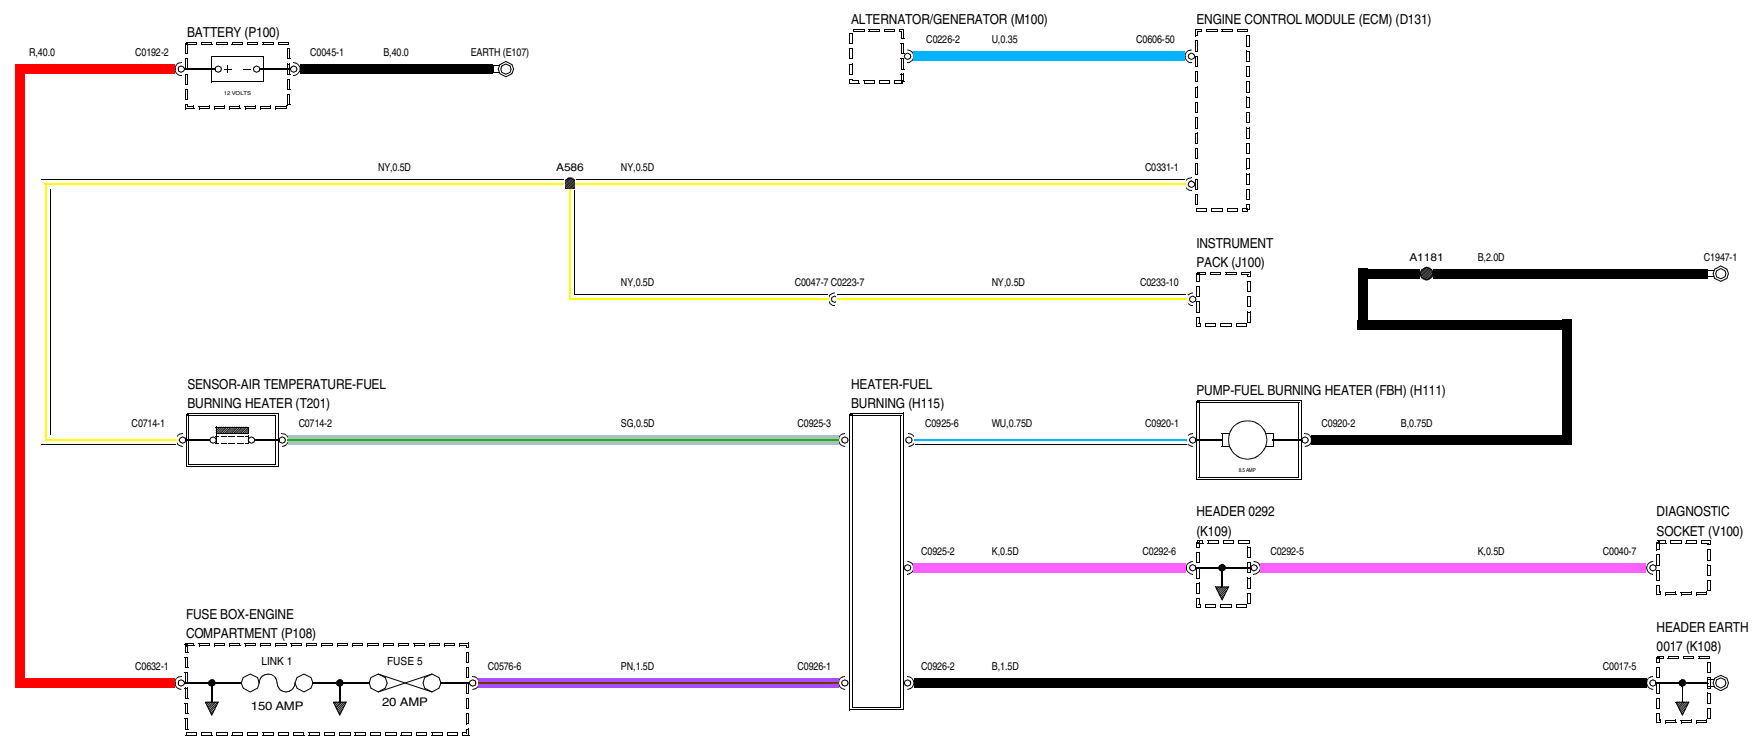 ALTERNATOR/GENERATOR (M100)
ENGINE CONTROL MODULE (ECM) (D131)
BATTERY (P100)
R,40.0
C0192-2
C0045-1
B,40.0
EARTH (E107)
C0226-2
U,0.35
C0606-50
+ −
12 VOLTS
NY,0.5D
A586
NY,0.5D
C0331-1
INSTRUMENT
PACK (J100)
A1181
B,2.0D
C1947-1
NY,0.5D
C0047-7 C0223-7
NY,0.5D
C0233-10
SENSOR-AIR TEMPERATURE-FUEL
BURNING HEATER (T201)
HEATER-FUEL
BURNING (H115)
PUMP-FUEL BURNING HEATER (FBH) (H111)
C0714-1
C0714-2
SG,0.5D
C0925-3
C0925-6
WU,0.75D
C0920-1
C0920-2
B,0.75D
8.5 AMP
HEADER 0292
(K109)
DIAGNOSTIC
SOCKET (V100)
C0925-2
K,0.5D
C0292-6
C0292-5
K,0.5D
C0040-7
FUSE BOX-ENGINE
COMPARTMENT (P108)
HEADER EARTH
0017 (K108)
C0632-1
LINK 1
FUSE 5
C0576-6
PN,1.5D
C0926-1
C0926-2
B,1.5D
C0017-5
150 AMP
20 AMP